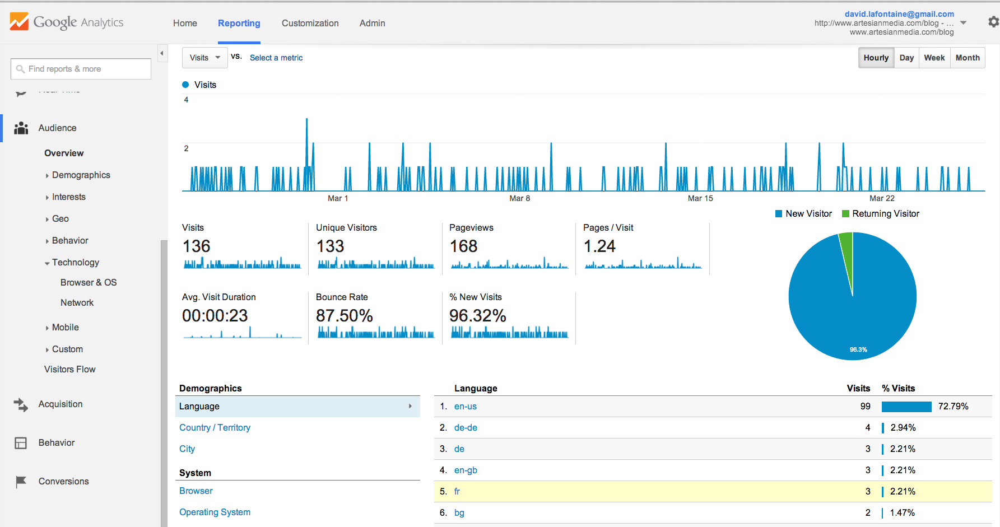 Google Analytics
Home
Reporting
Customization
Admin
david.lafontaine@gmail.com
http://www.artesianmedia.com/blog - ...
www.artesianmedia.com/blog
Find reports & more
Audience
Overview
Demographics
Interests
Geo
Behavior
Technology
Browser & OS
Network
Mobile
Custom
Visitors Flow
Acquisition
Behavior
Conversions
Visits
vs.
Select a metric
Hourly
Day
Week
Month
Visits
4
2
Mar 1
Mar 8
Mar 15
Mar 22
New Visitor
Returning Visitor
96.3%
Visits
136
Unique Visitors
133
Pageviews
168
Pages / Visit
1.24
Avg. Visit Duration
00:00:23
Bounce Rate
87.50%
% New Visits
96.32%
Demographics
Language
Country / Territory
City
System
Browser
Operating System
Language Visits % Visits
1. en-us 99 72.79%
2. de-de 4 2.94%
3. de 3 2.21%
4. en-gb 3 2.21%
5. fr 3 2.21%
6. bg 2 1.47%